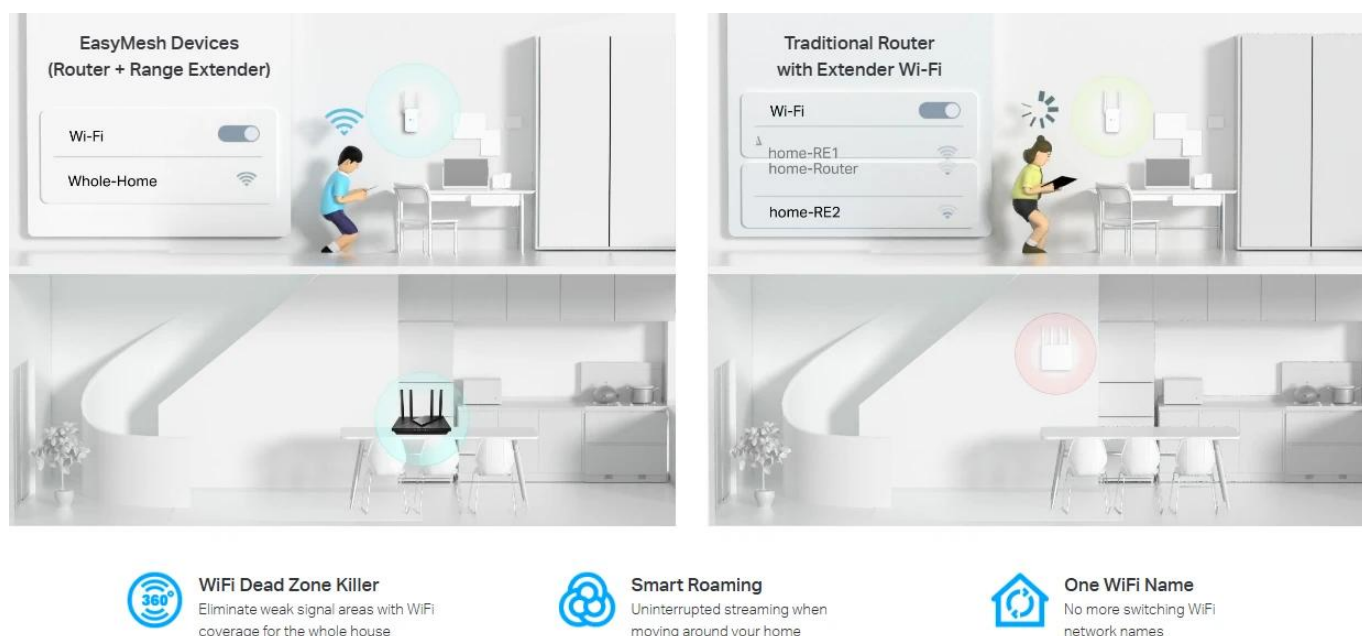 EasyMesh Devices
(Router + Range Extender)
Wi-Fi
Whole-Home
Traditional Router
with Extender Wi-Fi
Wi-Fi
home-RE1
home-Router
home-RE2
360°
WiFi Dead Zone Killer
Eliminate weak signal areas with WiFi
coverage for the whole house
Smart Roaming
Uninterrupted streaming when
moving around your home
One WiFi Name
No more switching WiFi
network names